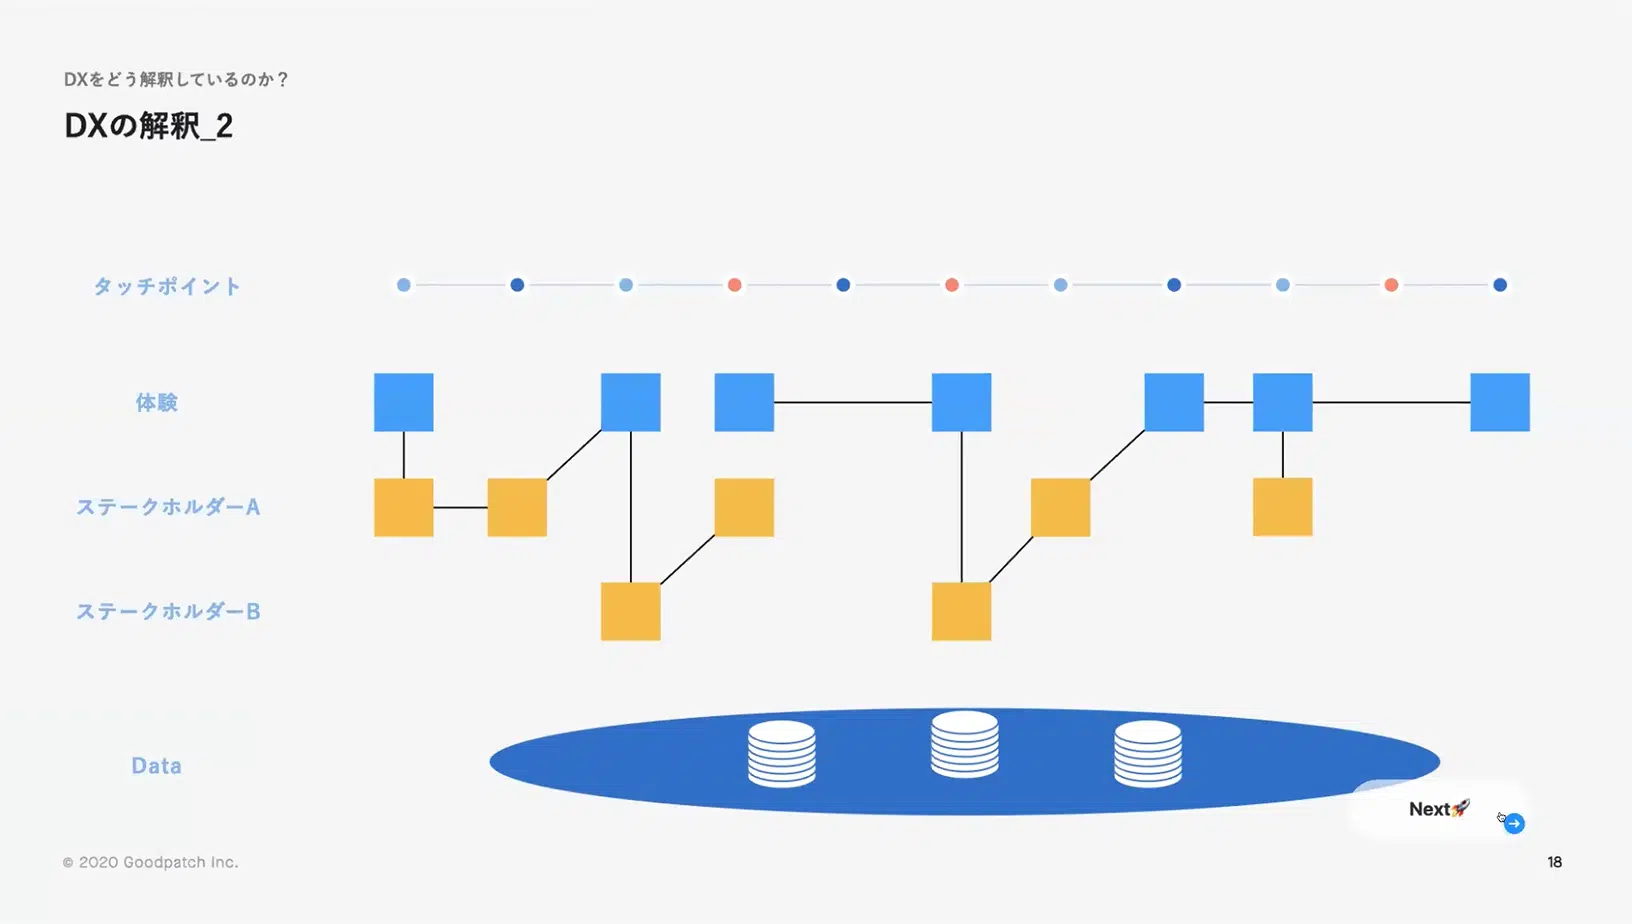 DXをどう解釈しているのか？
DXの解釈_2
タッチポイント
体験
ステークホルダーA
ステークホルダーB
Data
Next🚀
© 2020 Goodpatch Inc.
18